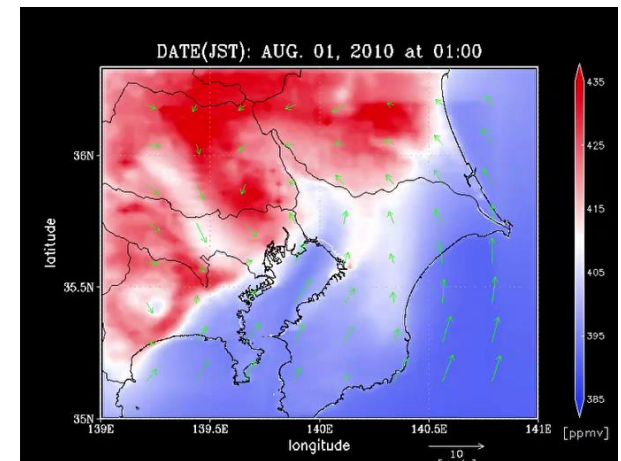 DATE(JST): AUG. 01, 2010 at 01:00
435
425
415
405
395
385
[ppmv]
latitude
36N
35.5N
35N
139E
139.5E
140E
140.5E
141E
longitude
10